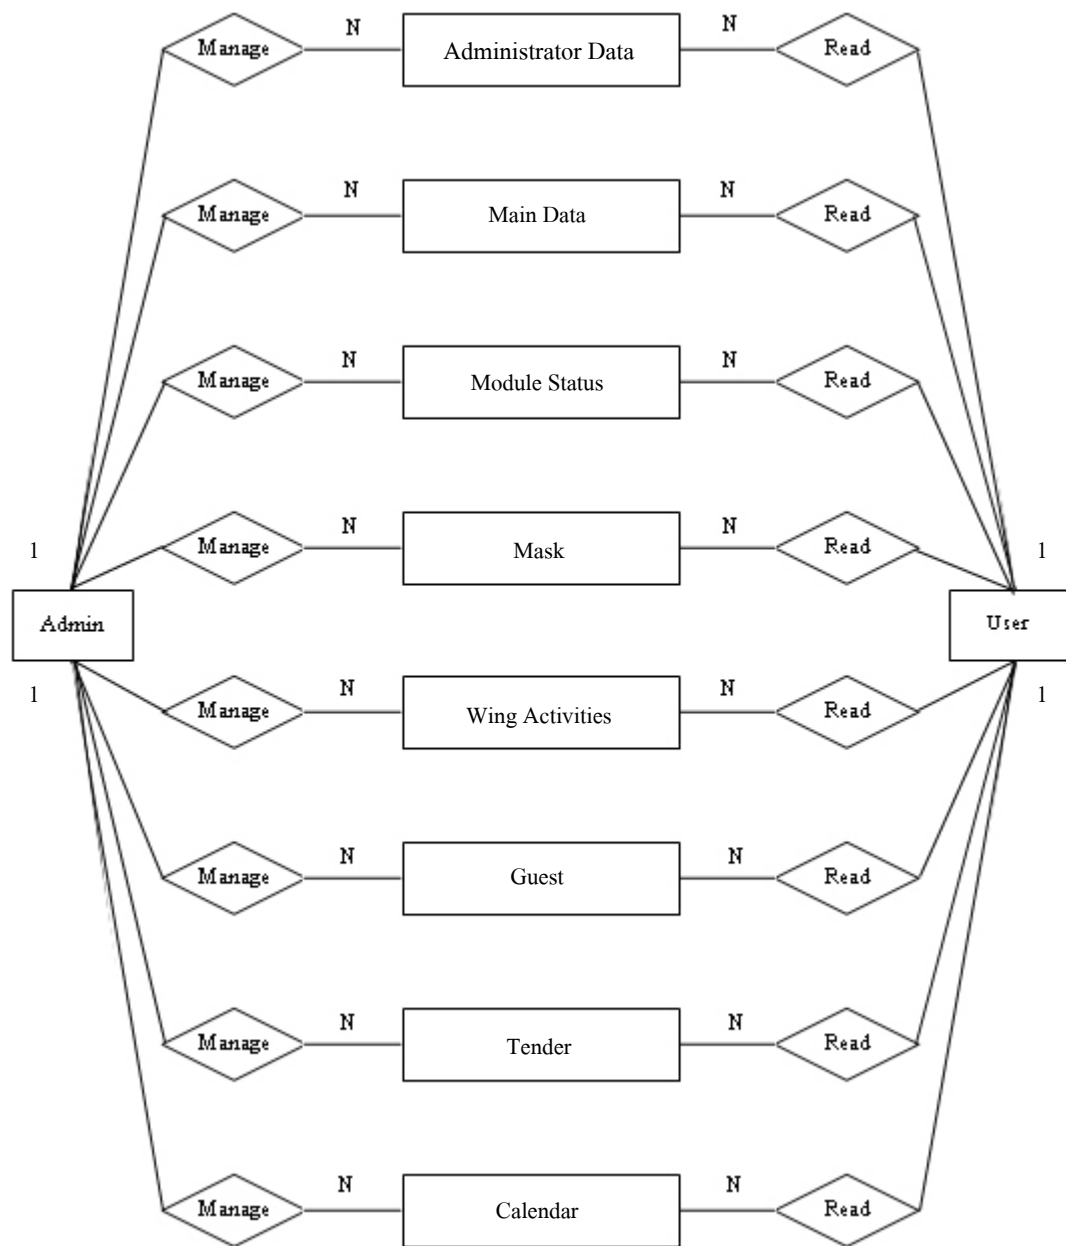 Manage N Administrator Data N Read
Manage N Main Data N Read
Manage N Module Status N Read
Manage N Mask N Read
1 1
Admin User
1 1
Manage N Wing Activities N Read
Manage N Guest N Read
Manage N Tender N Read
Manage N Calendar N Read